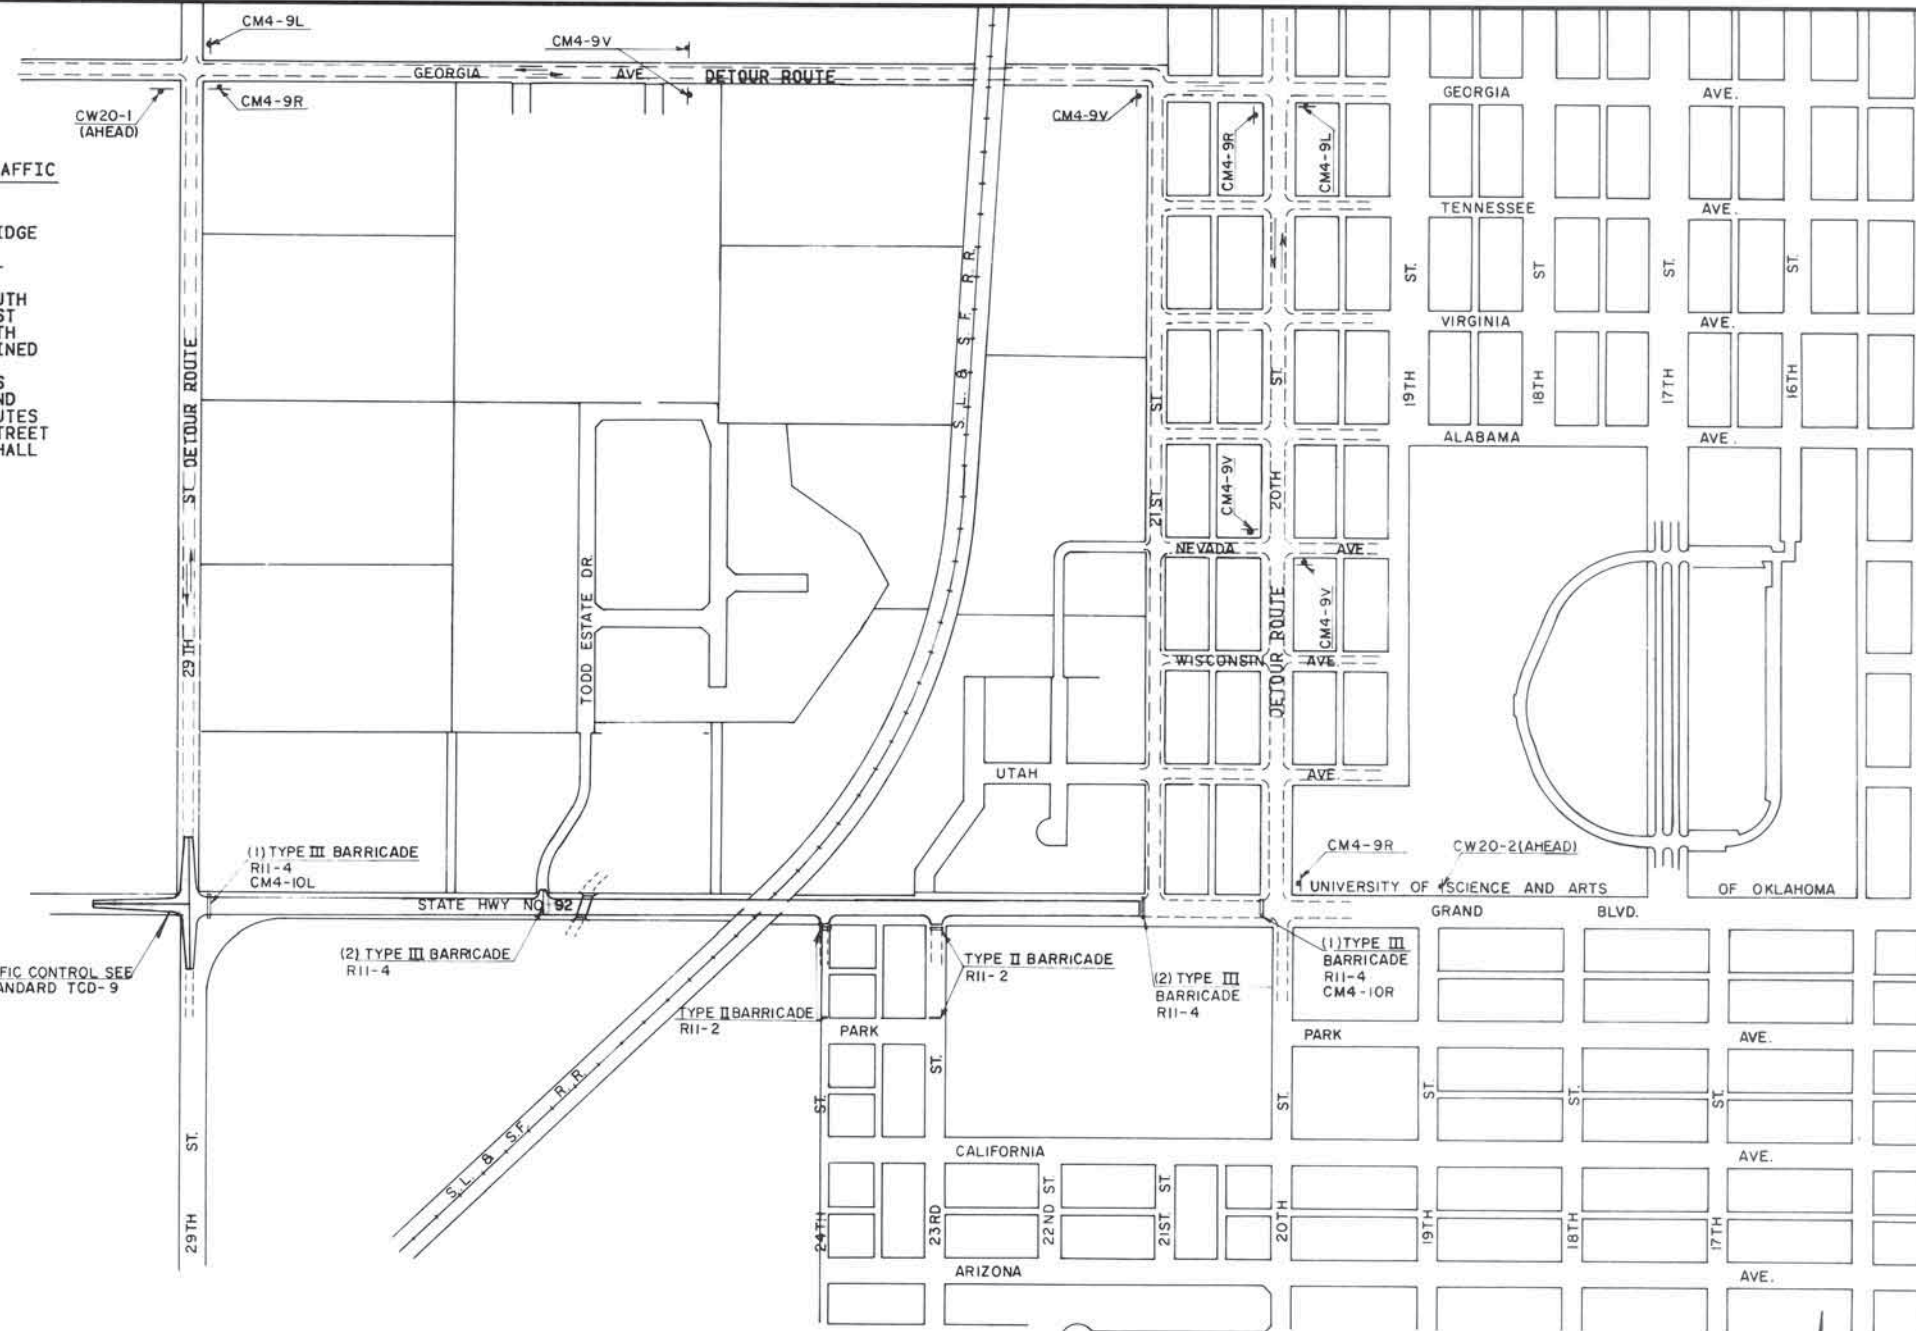 CM4-9L
CM4-9V
GEORGIA AVE. DETOUR ROUTE
CM4-9R
CW20-1
(AHEAD)
CM4-9V
CM4-9R
CM4-9L
GEORGIA AVE.
AFFIC
IDGE
UTH
ST
TH
INED
S
ND
UTES
TREET
HALL
TENNESSEE AVE.
VIRGINIA AVE.
ALABAMA AVE.
29TH ST. DETOUR ROUTE
S. L. & S. F. R. R.
21ST ST.
20TH ST.
19TH ST.
18TH ST
17TH ST.
16TH ST.
CM4-9V
NEVADA AVE
CM4-9V
DETOUR ROUTE
WISCONSIN AVE.
TODD ESTATE DR.
UTAH AVE.
(1) TYPE III BARRICADE
R11-4
CM4-10L
CM4-9R
CW20-2(AHEAD)
UNIVERSITY OF SCIENCE AND ARTS OF OKLAHOMA
STATE HWY NO 92
GRAND BLVD.
(2) TYPE III BARRICADE
R11-4
FIC CONTROL SEE
ANDARD TCD-9
TYPE II BARRICADE
R11-2
TYPE II BARRICADE
R11-2
(2) TYPE III
BARRICADE
R11-4
(1) TYPE III
BARRICADE
R11-4
CM4-10R
PARK
PARK AVE.
S. L. & S.F. R. R.
29TH ST.
24TH ST.
23RD ST.
CALIFORNIA AVE.
22ND ST.
21ST. ST.
20TH ST.
19TH ST.
18TH ST.
17TH ST.
ARIZONA AVE.